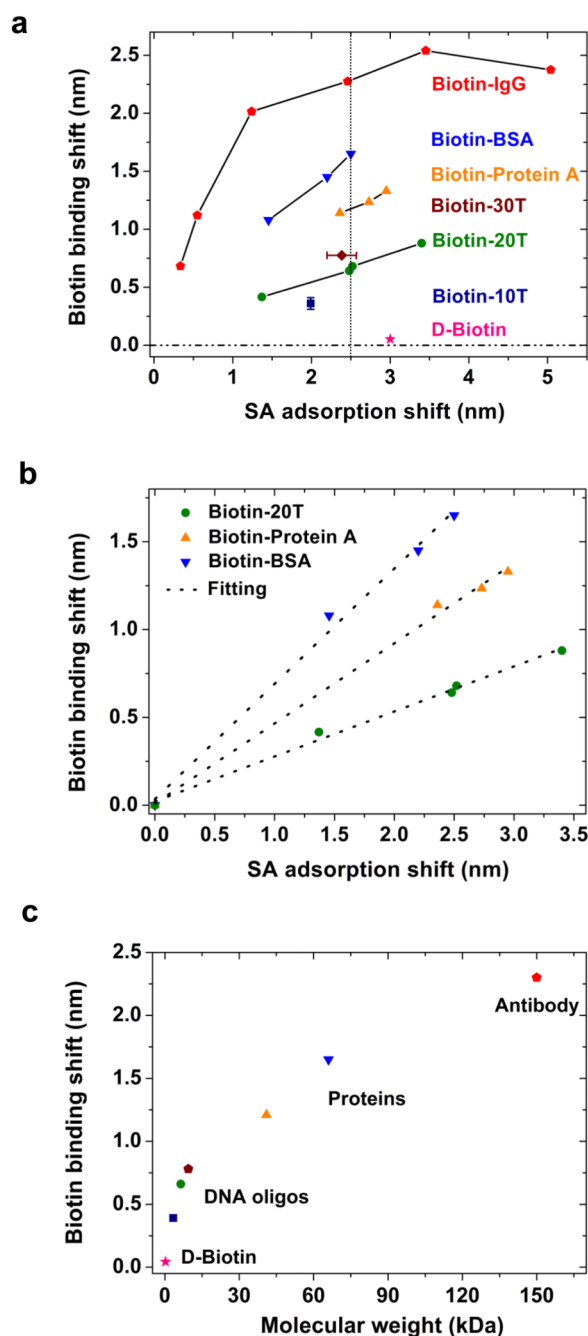 a
Biotin binding shift (nm)
2.5
2.0
1.5
1.0
0.5
0.0
Biotin-IgG
Biotin-BSA
Biotin-Protein A
Biotin-30T
Biotin-20T
Biotin-10T
D-Biotin
0 1 2 3 4 5
SA adsorption shift (nm)
b
Biotin binding shift (nm)
1.5
1.0
0.5
0.0
Biotin-20T
Biotin-Protein A
Biotin-BSA
Fitting
0.0 0.5 1.0 1.5 2.0 2.5 3.0 3.5
SA adsorption shift (nm)
c
Biotin binding shift (nm)
2.5
2.0
1.5
1.0
0.5
0.0
Antibody
Proteins
DNA oligos
D-Biotin
0 30 60 90 120 150
Molecular weight (kDa)